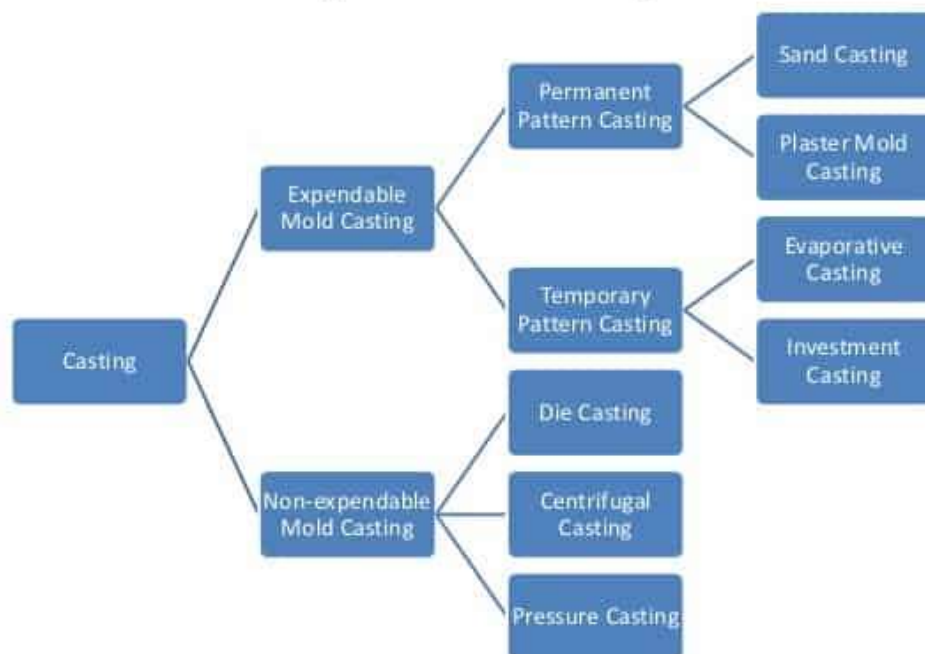 Sand Casting
Permanent
Pattern Casting
Plaster Mold
Casting
Expendable
Mold Casting
Evaporative
Casting
Temporary
Pattern Casting
Investment
Casting
Casting
Die Casting
Non-expendable
Mold Casting
Centrifugal
Casting
Pressure Casting